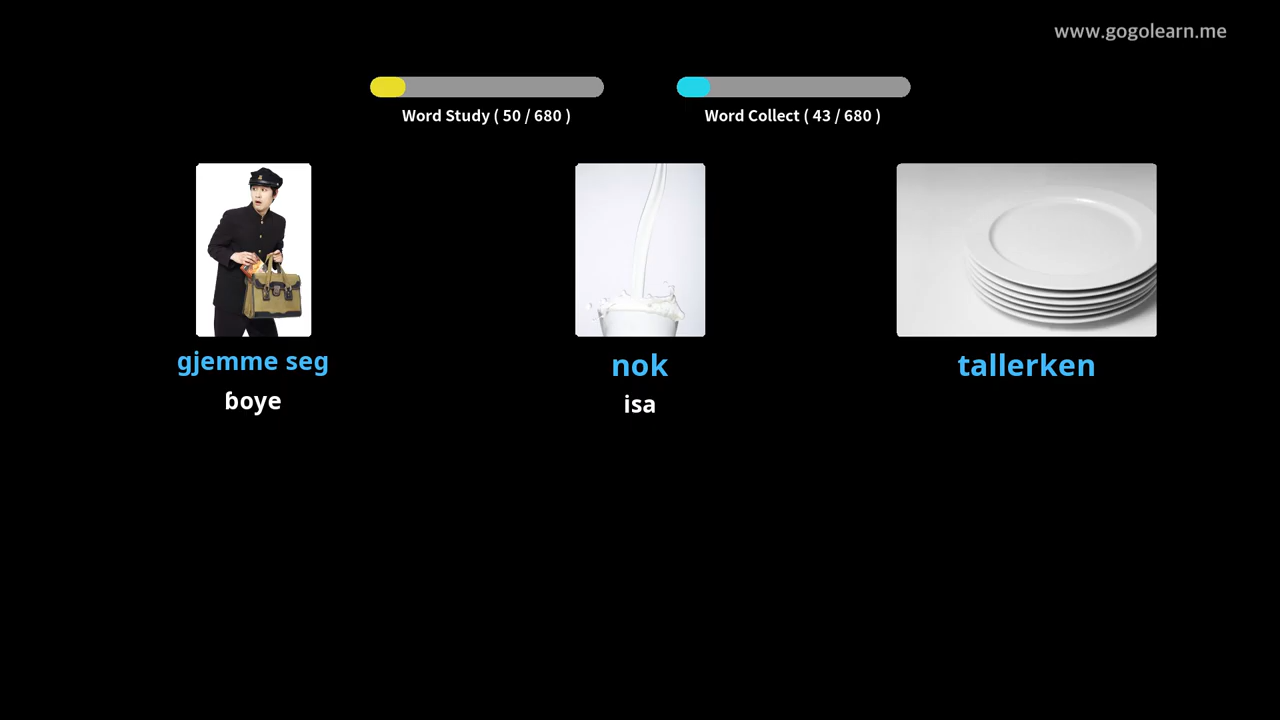 www.gogolearn.me
Word Study ( 50 / 680 )
Word Collect ( 43 / 680 )
gjemme seg
ɓoye
nok
isa
tallerken